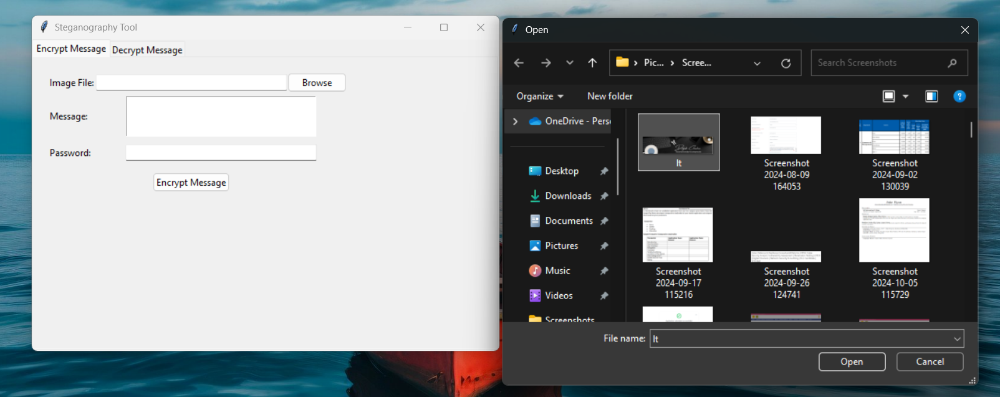 Steganography Tool
Encrypt Message
Decrypt Message
Image File:
Browse
Message:
Password:
Encrypt Message
Open
Pic...
Scree...
Search Screenshots
Organize
New folder
OneDrive - Pers
Desktop
Downloads
Documents
Pictures
Music
Videos
Screenshots
It
Screenshot
2024-08-09
164053
Screenshot
2024-09-02
130039
Screenshot
2024-09-17
115216
Screenshot
2024-09-26
124741
Screenshot
2024-10-05
115729
File name:
It
Open
Cancel